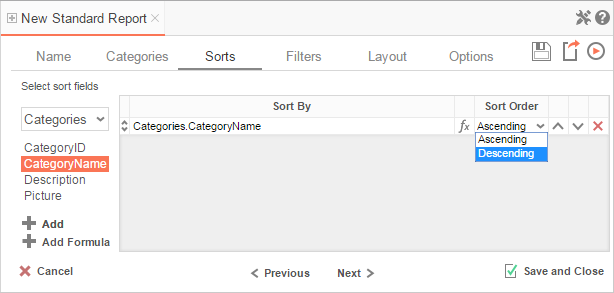 New Standard Report
Name Categories Sorts Filters Layout Options
Select sort fields
Categories
Sort By Sort Order
Categories.CategoryName fx Ascending
Ascending
Descending
CategoryID
CategoryName
Description
Picture
Add
Add Formula
Cancel Previous Next Save and Close